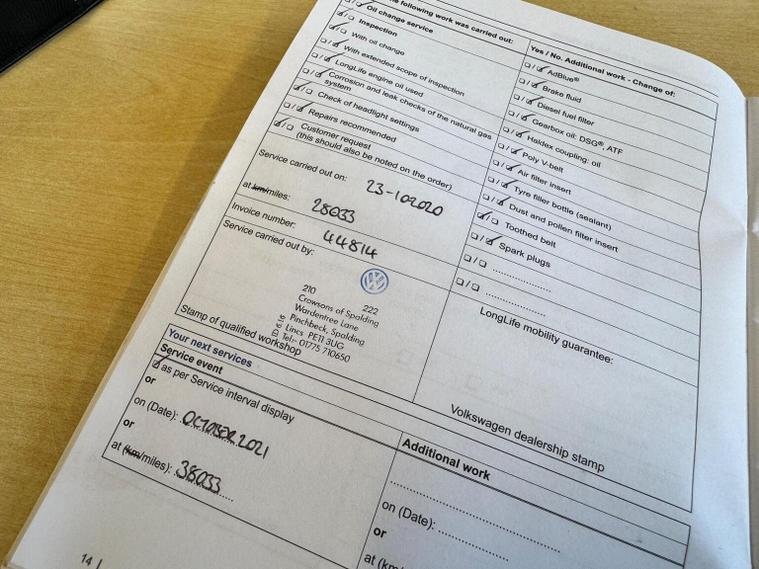 the following work was carried out:
Oil change service
Inspection
With oil change
With extended scope of inspection
LongLife engine oil used
Corrosion and leak checks of the natural gas
system
Check of headlight settings
Repairs recommended
Customer request
(this should also be noted on the order)
Service carried out on: 23-102020
at km/miles: 28033
Invoice number: 44814
Service carried out by:
210 222
Crowsons of Spalding
Wardentree Lane
Pinchbeck, Spalding
Lincs PE11 3UG
Tel:- 01775 710650
Stamp of qualified workshop
Yes / No. Additional work - Change of:
AdBlue®
Brake fluid
Diesel fuel filter
Gearbox oil: DSG®, ATF
Haldex coupling: oil
Poly V-belt
Air filter insert
Tyre filler bottle (sealant)
Dust and pollen filter insert
Toothed belt
Spark plugs
LongLife mobility guarantee:
Volkswagen dealership stamp
Your next services
Service event
as per Service interval display
or
on (Date): OCTOBER 2021
or
at (km/miles): 38033
Additional work
on (Date):
or
at (km
14